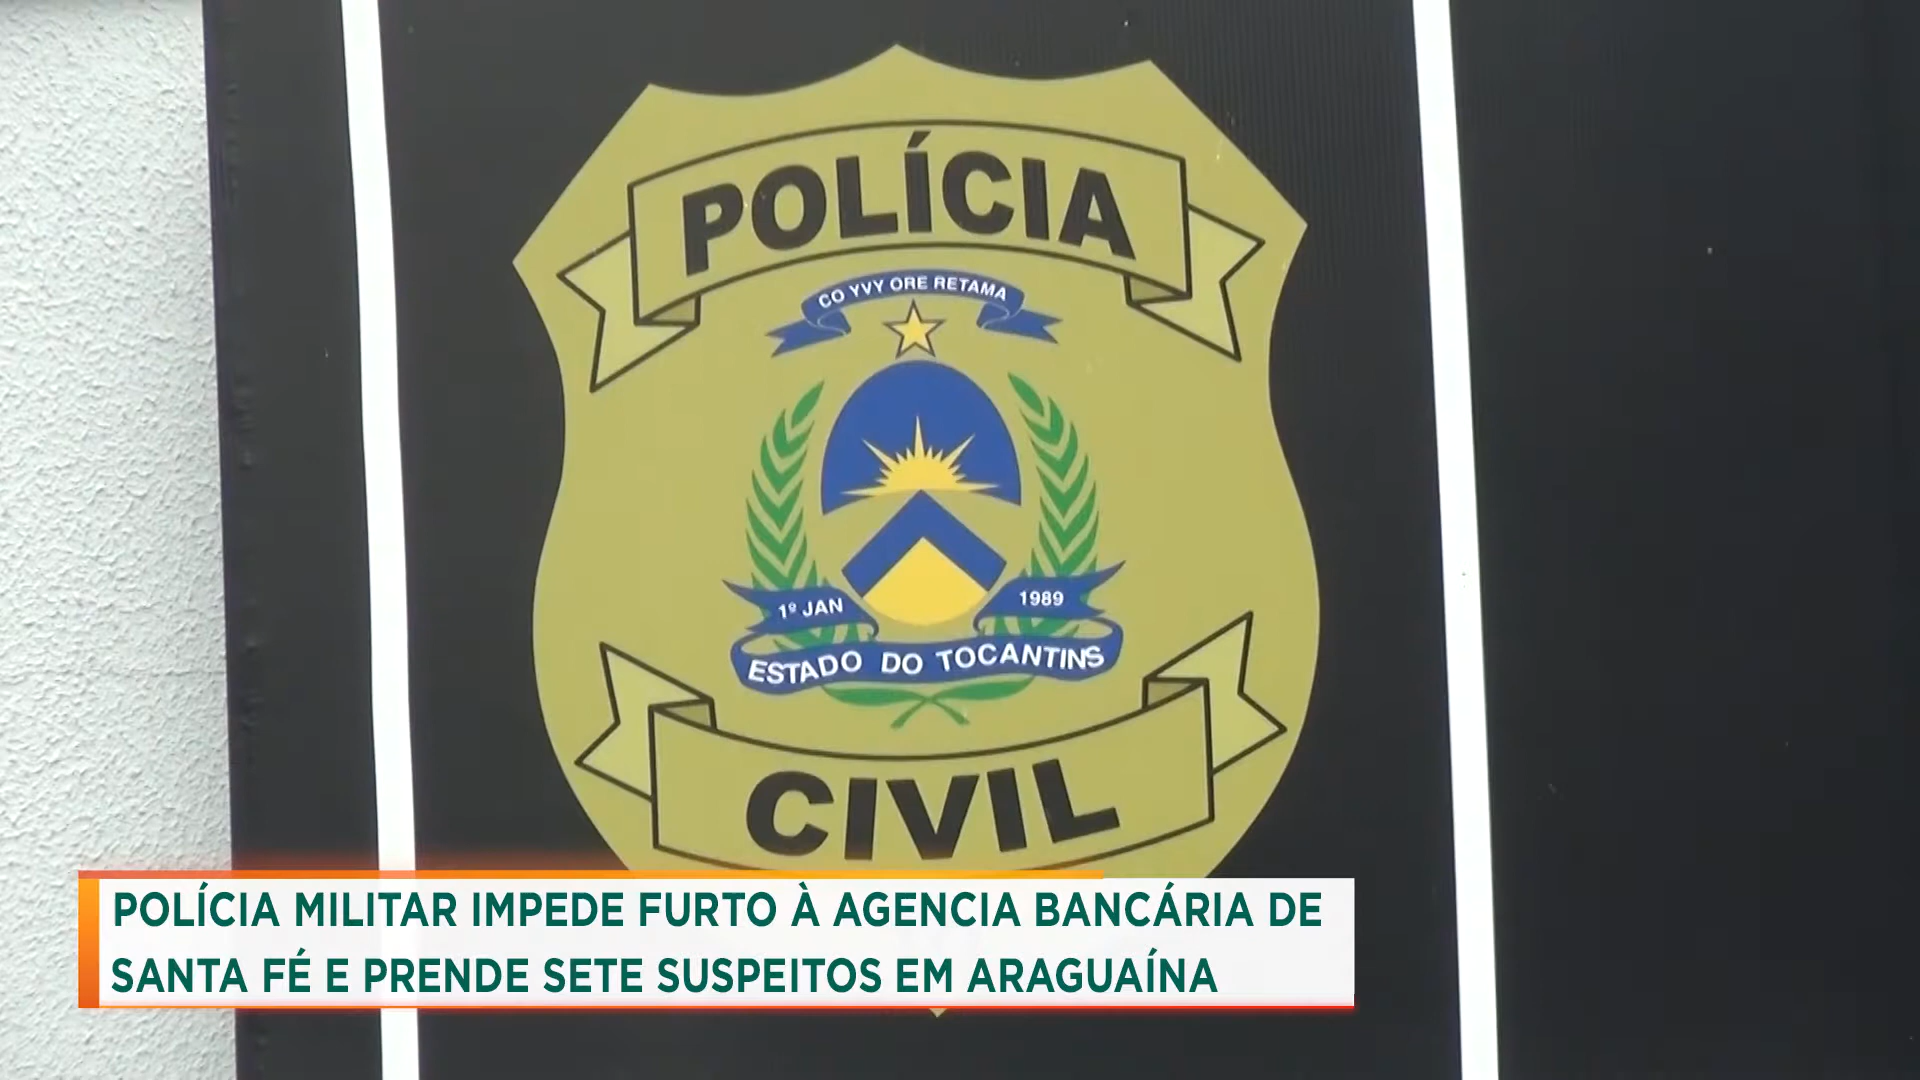 POLÍCIA
CO YVY ORE RETAMA
1º JAN 1989
ESTADO DO TOCANTINS
CIVIL
POLÍCIA MILITAR IMPEDE FURTO À AGENCIA BANCÁRIA DE
SANTA FÉ E PRENDE SETE SUSPEITOS EM ARAGUAÍNA